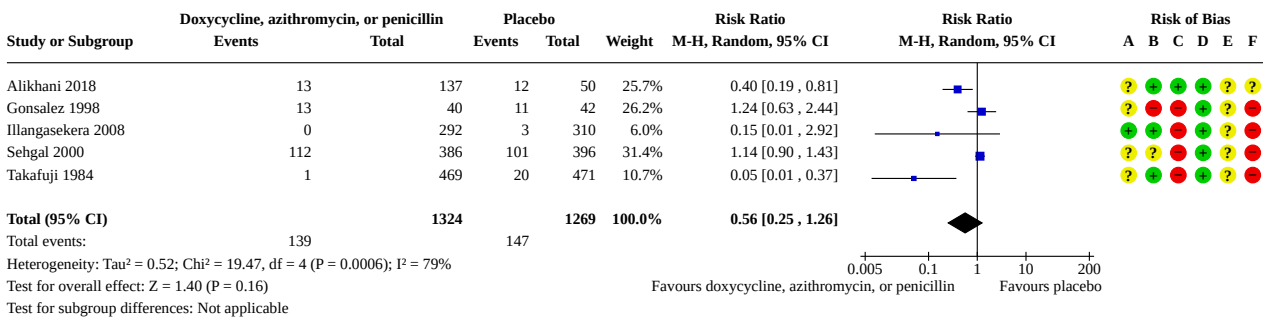 Doxycycline, azithromycin, or penicillin Placebo Risk Ratio Risk Ratio Risk of Bias
Study or Subgroup Events Total Events Total Weight M-H, Random, 95% CI M-H, Random, 95% CI A B C D E F
Alikhani 2018 13 137 12 50 25.7% 0.40 [0.19 , 0.81] ? + + + ? ?
Gonsalez 1998 13 40 11 42 26.2% 1.24 [0.63 , 2.44] ? − − + ? −
Illangasekera 2008 0 292 3 310 6.0% 0.15 [0.01 , 2.92] + + − + ? −
Sehgal 2000 112 386 101 396 31.4% 1.14 [0.90 , 1.43] ? ? − + ? −
Takafuji 1984 1 469 20 471 10.7% 0.05 [0.01 , 0.37] ? + − + ? −
Total (95% CI) 1324 1269 100.0% 0.56 [0.25 , 1.26]
Total events: 139 147
Heterogeneity: Tau² = 0.52; Chi² = 19.47, df = 4 (P = 0.0006); I² = 79%
0.005 0.1 1 10 200
Test for overall effect: Z = 1.40 (P = 0.16)
Favours doxycycline, azithromycin, or penicillin Favours placebo
Test for subgroup differences: Not applicable